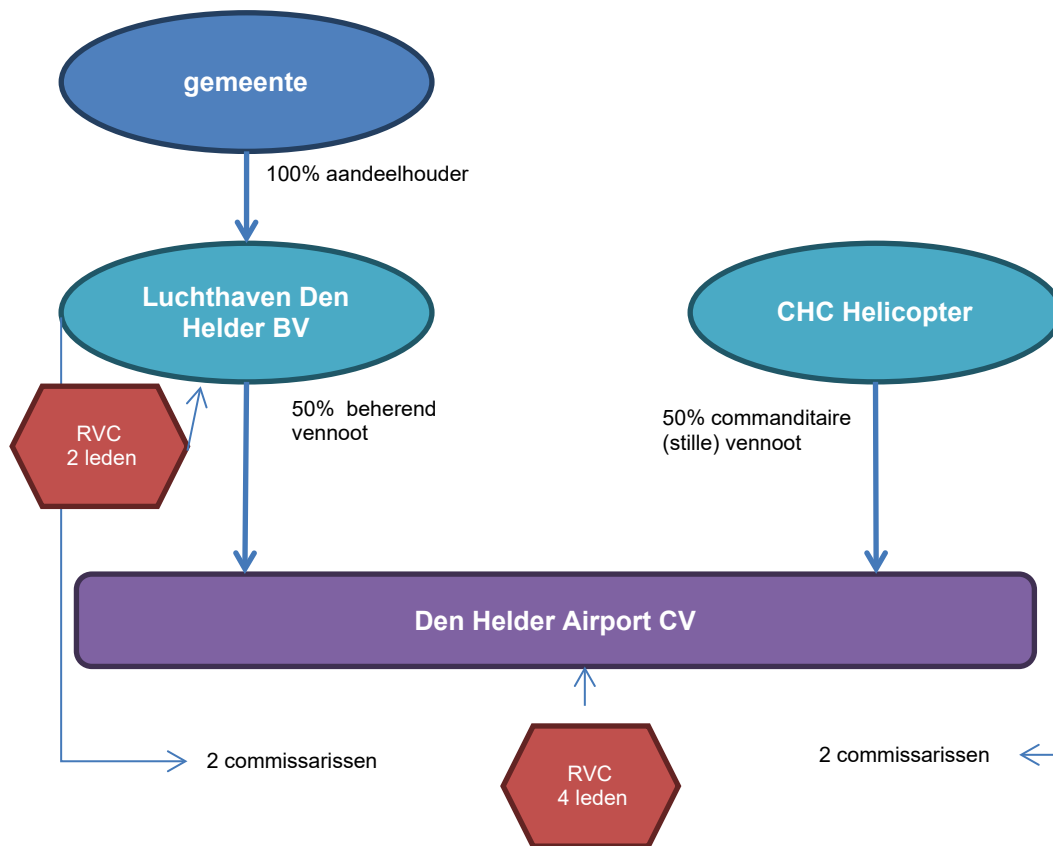 gemeente
100% aandeelhouder
Luchthaven Den
Helder BV
CHC Helicopter
RVC
2 leden
50% beherend
vennoot
50% commanditaire
(stille) vennoot
Den Helder Airport CV
2 commissarissen
RVC
4 leden
2 commissarissen